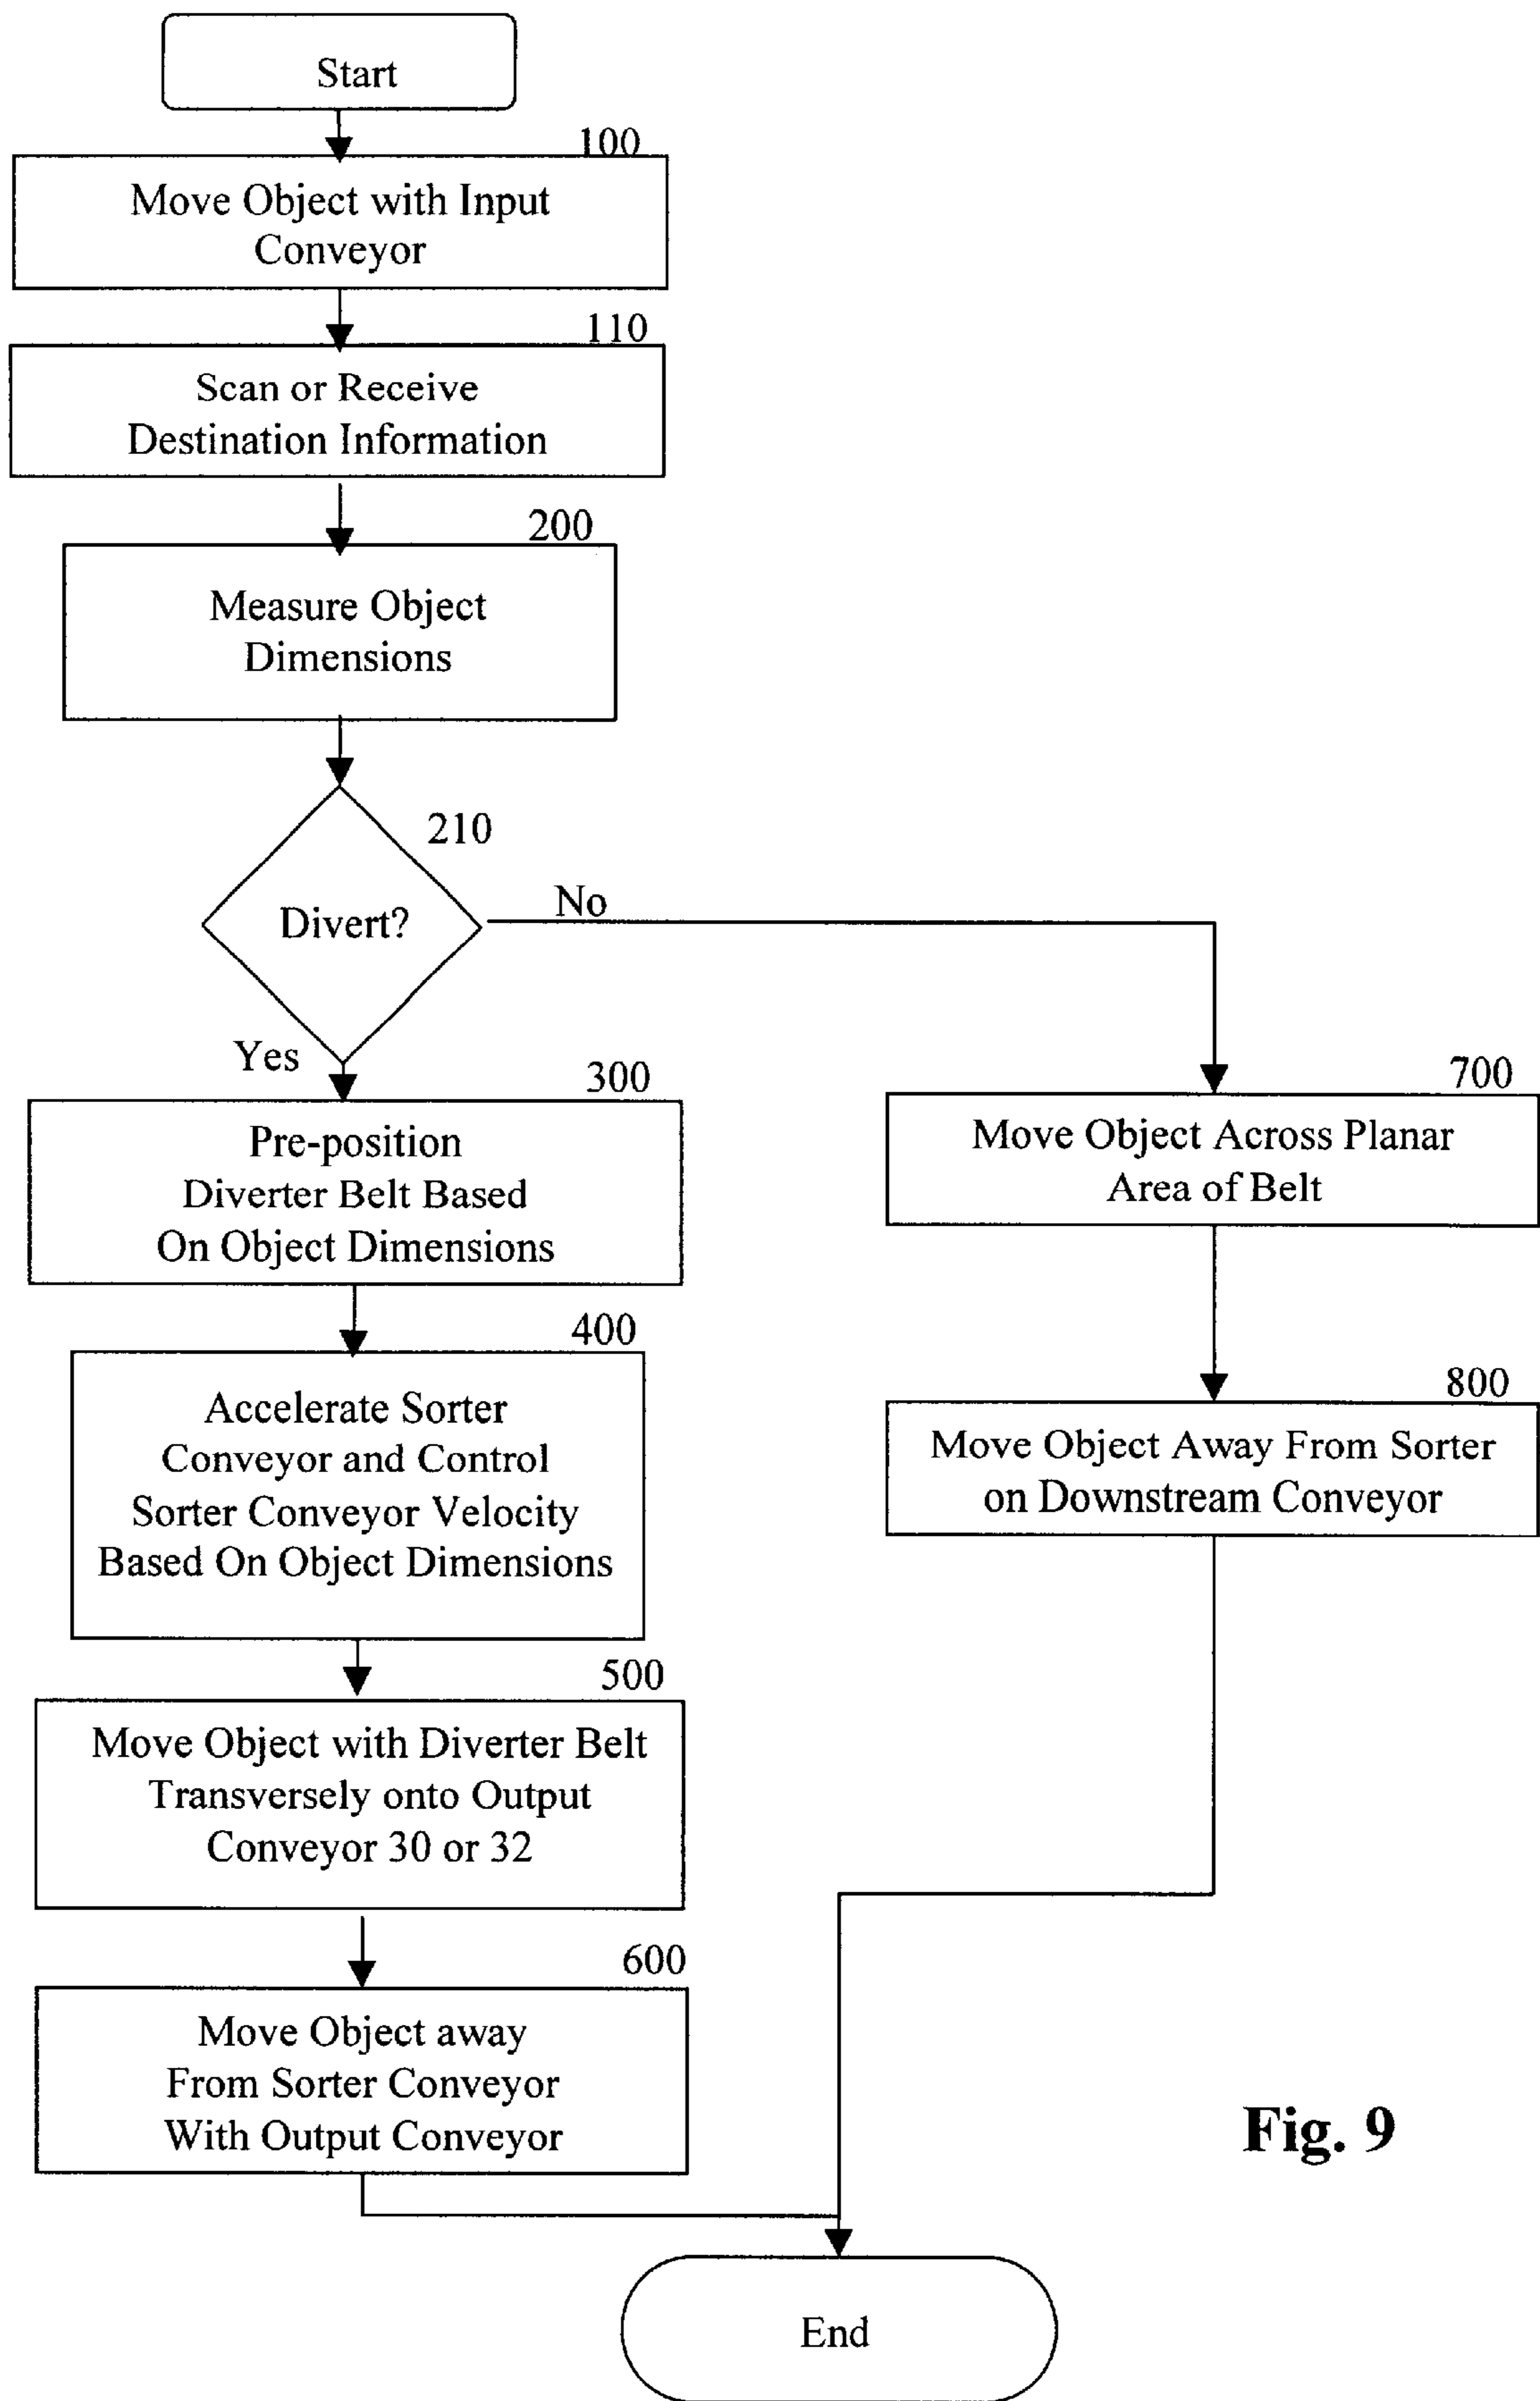 Start
100
Move Object with Input
Conveyor
110
Scan or Receive
Destination Information
200
Measure Object
Dimensions
210
Divert?
No
Yes
300
Pre-position
Diverter Belt Based
On Object Dimensions
400
Accelerate Sorter
Conveyor and Control
Sorter Conveyor Velocity
Based On Object Dimensions
500
Move Object with Diverter Belt
Transversely onto Output
Conveyor 30 or 32
600
Move Object away
From Sorter Conveyor
With Output Conveyor
700
Move Object Across Planar
Area of Belt
800
Move Object Away From Sorter
on Downstream Conveyor
End
Fig. 9